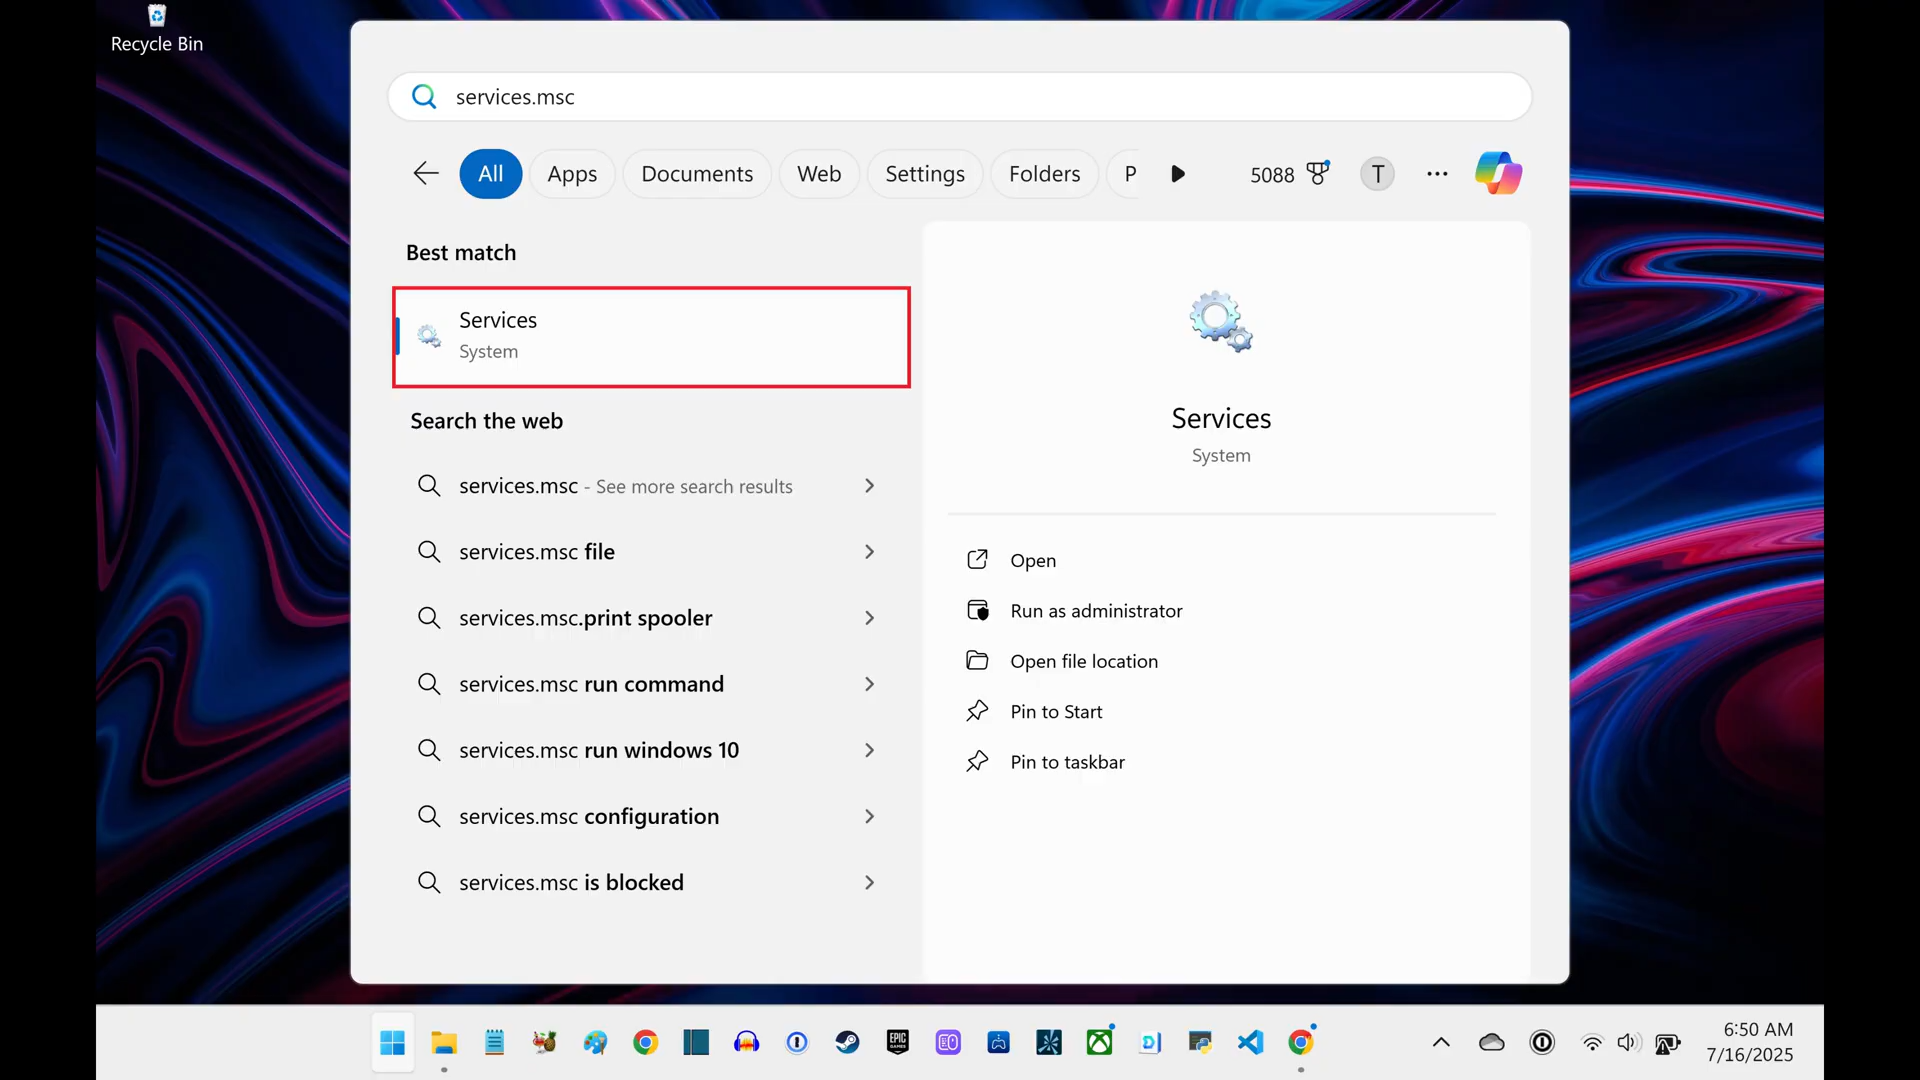 Recycle Bin
services.msc
All
Apps
Documents
Web
Settings
Folders
P
5088
T
Best match
Services
System
Search the web
services.msc - See more search results
services.msc file
services.msc.print spooler
services.msc run command
services.msc run windows 10
services.msc configuration
services.msc is blocked
Services
System
Open
Run as administrator
Open file location
Pin to Start
Pin to taskbar
EPIC
GAMES
6:50 AM
7/16/2025